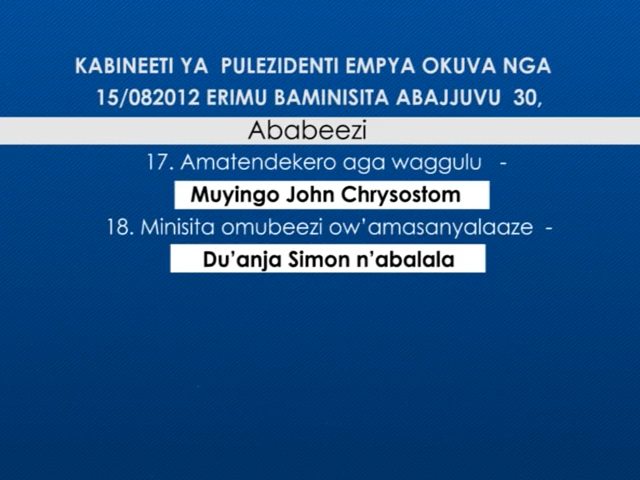 KABINEETI YA PULEZIDENTI EMPYA OKUVA NGA
15/082012 ERIMU BAMINISITA ABAJJUVU 30,
Ababeezi
17. Amatendekero aga waggulu -
Muyingo John Chrysostom
18. Minisita omubeezi ow'amasanyalaaze -
Du'anja Simon n'abalala